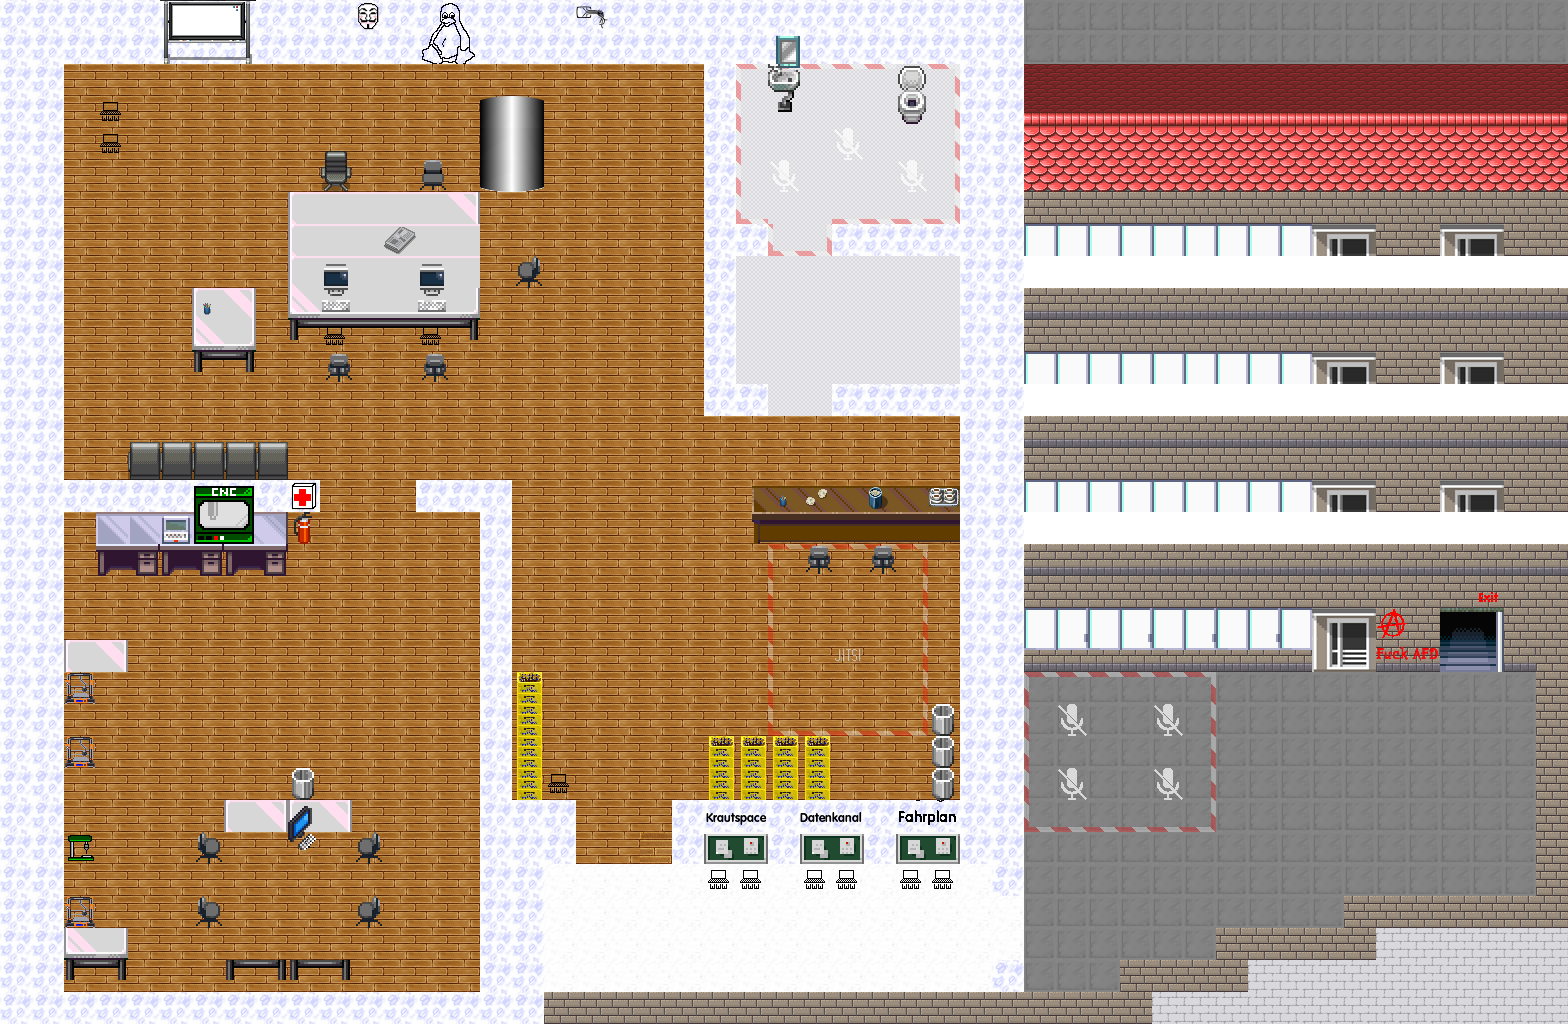 CNC
Exit
Fuck AFD
JITSI
Krautspace
Datenkanal
Fahrplan